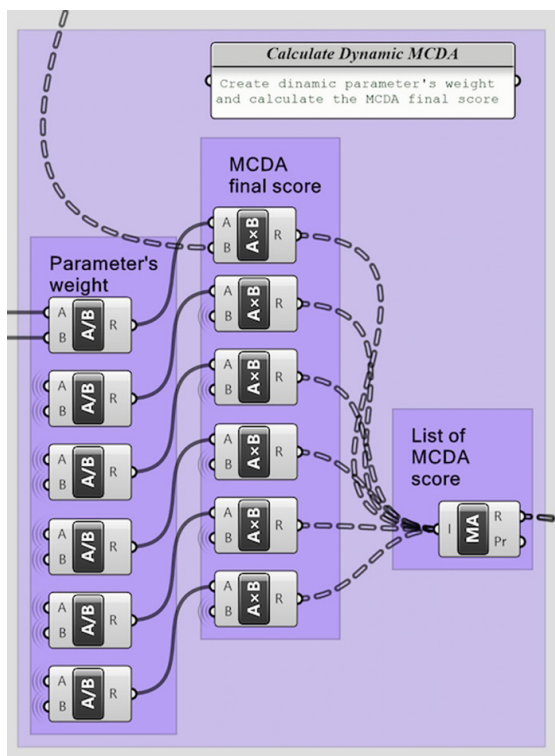 Calculate Dynamic MCDA
Create dinamic parameter's weight
and calculate the MCDA final score
MCDA
final score
A
B
A×B
R
A
B
A×B
R
A
B
A×B
R
A
B
A×B
R
A
B
A×B
R
A
B
A×B
R
Parameter's
weight
A
B
A/B
R
A
B
A/B
R
A
B
A/B
R
A
B
A/B
R
A
B
A/B
R
A
B
A/B
R
List of
MCDA
score
I
MA
R
Pr